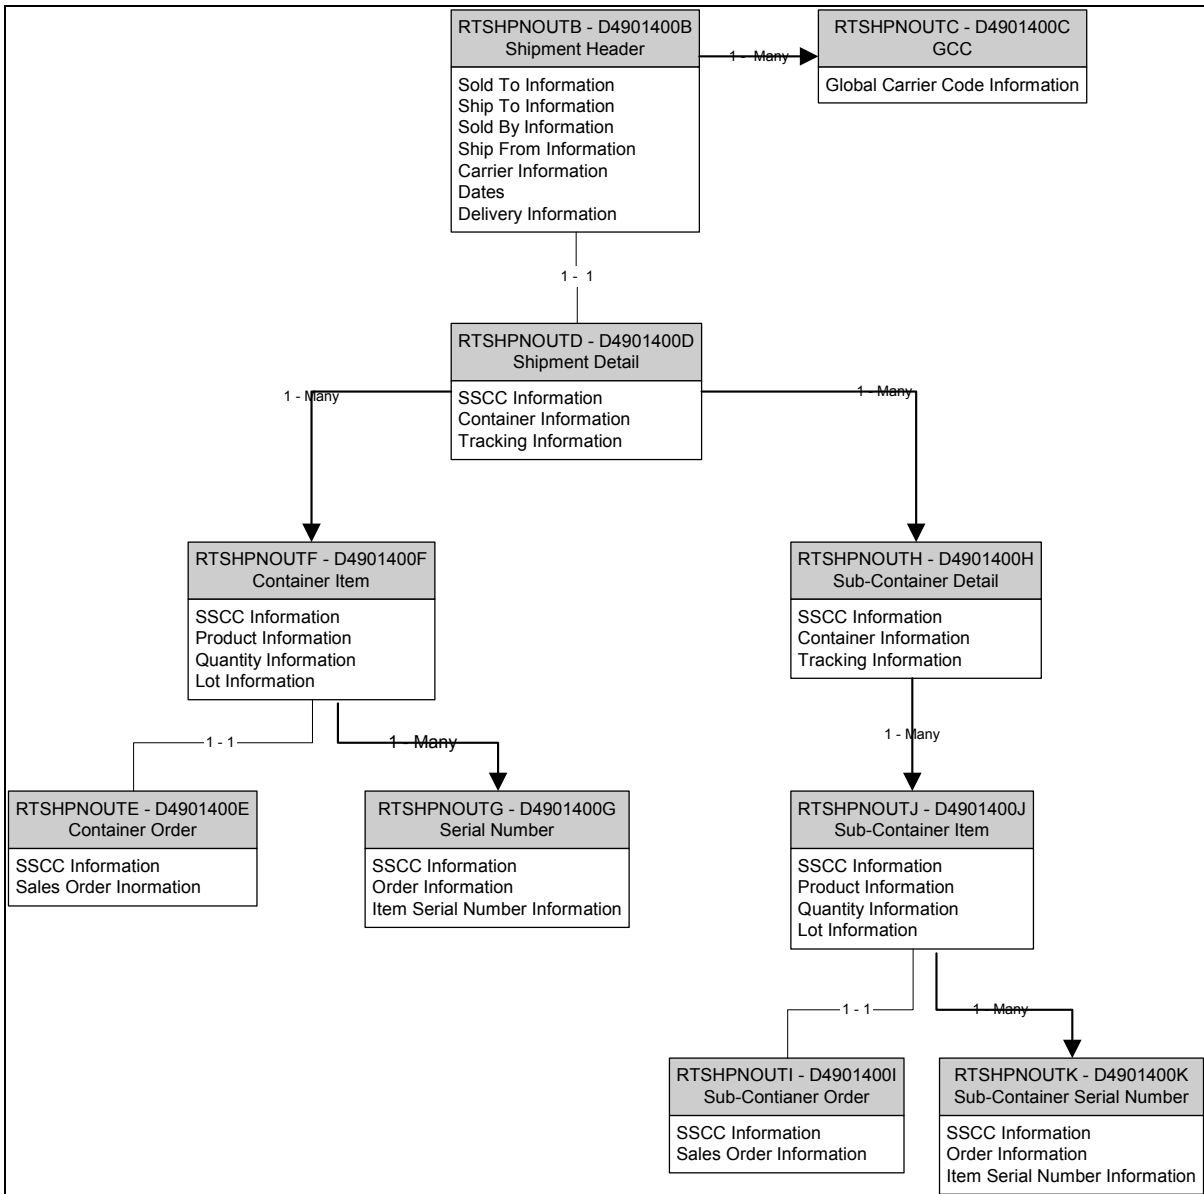 RTSHPNOUTB - D4901400B
Shipment Header
Sold To Information
Ship To Information
Sold By Information
Ship From Information
Carrier Information
Dates
Delivery Information
1 - Many
RTSHPNOUTC - D4901400C
GCC
Global Carrier Code Information
1 - 1
RTSHPNOUTD - D4901400D
Shipment Detail
SSCC Information
Container Information
Tracking Information
1 - Many
1 - Many
RTSHPNOUTF - D4901400F
Container Item
SSCC Information
Product Information
Quantity Information
Lot Information
RTSHPNOUTH - D4901400H
Sub-Container Detail
SSCC Information
Container Information
Tracking Information
1 - 1
1 - Many
1 - Many
RTSHPNOUTE - D4901400E
Container Order
SSCC Information
Sales Order Inormation
RTSHPNOUTG - D4901400G
Serial Number
SSCC Information
Order Information
Item Serial Number Information
RTSHPNOUTJ - D4901400J
Sub-Container Item
SSCC Information
Product Information
Quantity Information
Lot Information
1 - 1
1 - Many
RTSHPNOUTI - D4901400I
Sub-Contianer Order
SSCC Information
Sales Order Information
RTSHPNOUTK - D4901400K
Sub-Container Serial Number
SSCC Information
Order Information
Item Serial Number Information